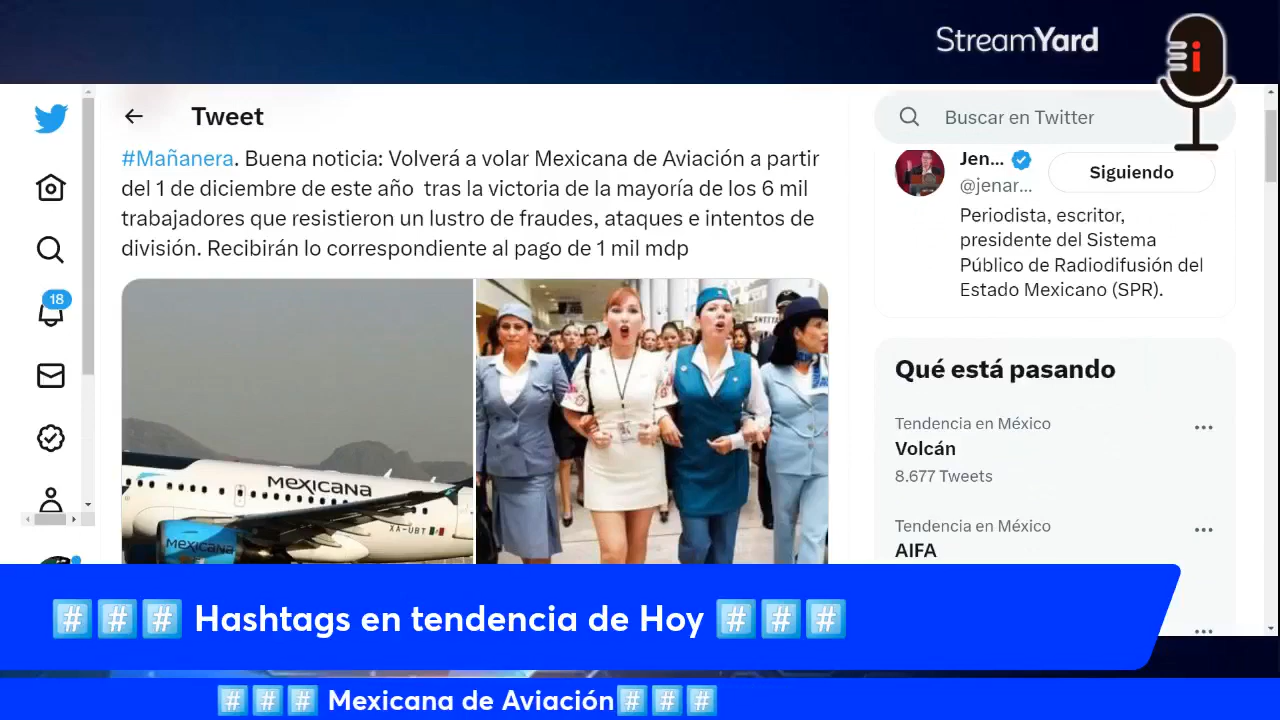 StreamYard
i
Tweet
#Mañanera. Buena noticia: Volverá a volar Mexicana de Aviación a partir
del 1 de diciembre de este año tras la victoria de la mayoría de los 6 mil
trabajadores que resistieron un lustro de fraudes, ataques e intentos de
división. Recibirán lo correspondiente al pago de 1 mil mdp
18
mexicana
XA-UBT
mexicana
Buscar en Twitter
Jen...
@jenar...
Siguiendo
Periodista, escritor,
presidente del Sistema
Público de Radiodifusión del
Estado Mexicano (SPR).
Qué está pasando
Tendencia en México
Volcán
8.677 Tweets
Tendencia en México
AIFA
#️⃣#️⃣#️⃣ Hashtags en tendencia de Hoy #️⃣#️⃣#️⃣
#️⃣#️⃣#️⃣ Mexicana de Aviación#️⃣#️⃣#️⃣